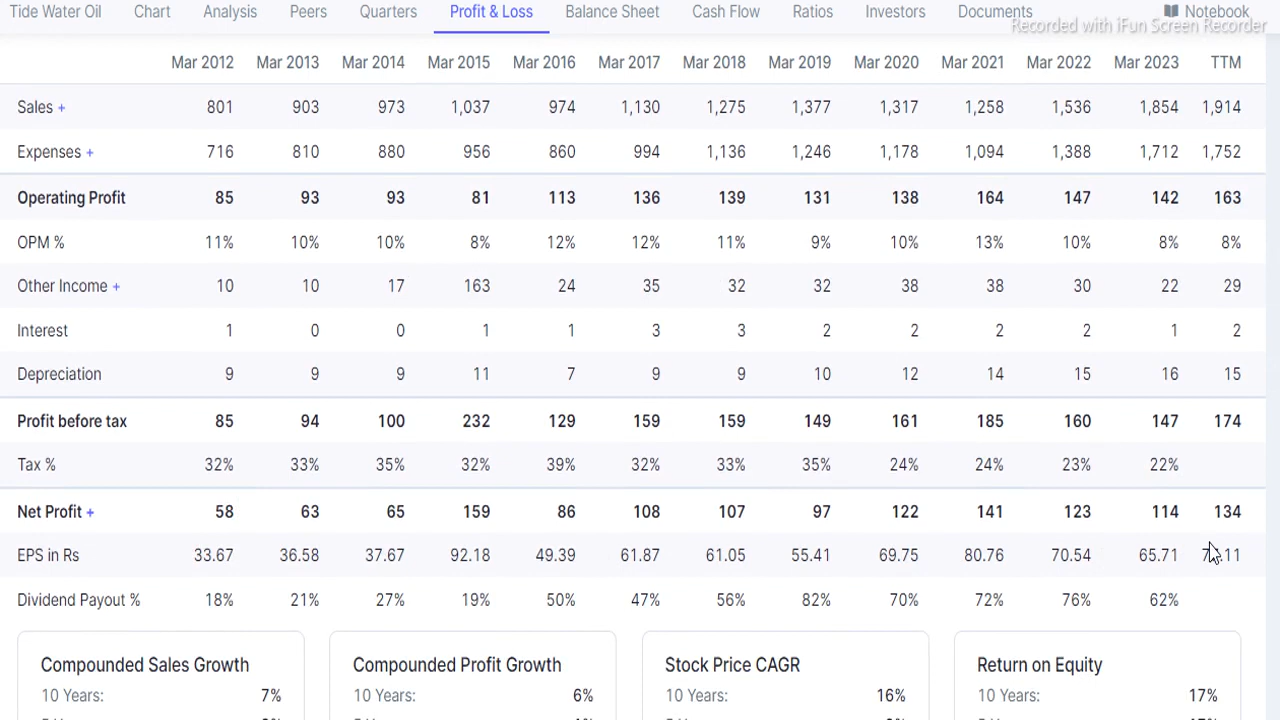 Tide Water Oil Chart Analysis Peers Quarters Profit & Loss Balance Sheet Cash Flow Ratios Investors Documents Notebook
Recorded with iFun Screen Recorder
Mar 2012 Mar 2013 Mar 2014 Mar 2015 Mar 2016 Mar 2017 Mar 2018 Mar 2019 Mar 2020 Mar 2021 Mar 2022 Mar 2023 TTM
Sales + 801 903 973 1,037 974 1,130 1,275 1,377 1,317 1,258 1,536 1,854 1,914
Expenses + 716 810 880 956 860 994 1,136 1,246 1,178 1,094 1,388 1,712 1,752
Operating Profit 85 93 93 81 113 136 139 131 138 164 147 142 163
OPM % 11% 10% 10% 8% 12% 12% 11% 9% 10% 13% 10% 8% 8%
Other Income + 10 10 17 163 24 35 32 32 38 38 30 22 29
Interest 1 0 0 1 1 3 3 2 2 2 2 1 2
Depreciation 9 9 9 11 7 9 9 10 12 14 15 16 15
Profit before tax 85 94 100 232 129 159 159 149 161 185 160 147 174
Tax % 32% 33% 35% 32% 39% 32% 33% 35% 24% 24% 23% 22%
Net Profit + 58 63 65 159 86 108 107 97 122 141 123 114 134
EPS in Rs 33.67 36.58 37.67 92.18 49.39 61.87 61.05 55.41 69.75 80.76 70.54 65.71
Dividend Payout % 18% 21% 27% 19% 50% 47% 56% 82% 70% 72% 76% 62%
Compounded Sales Growth Compounded Profit Growth Stock Price CAGR Return on Equity
10 Years: 7% 10 Years: 6% 10 Years: 16% 10 Years: 17%